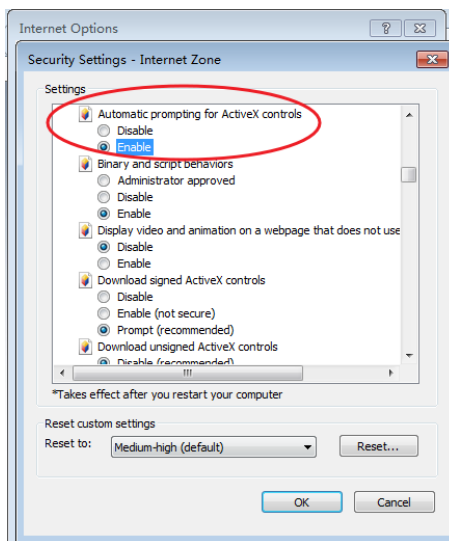 Internet Options
Security Settings - Internet Zone
Settings
Automatic prompting for ActiveX controls
Disable
Enable
Binary and script behaviors
Administrator approved
Disable
Enable
Display video and animation on a webpage that does not use
Disable
Enable
Download signed ActiveX controls
Disable
Enable (not secure)
Prompt (recommended)
Download unsigned ActiveX controls
Disable (recommended)
*Takes effect after you restart your computer
Reset custom settings
Reset to:
Medium-high (default)
Reset...
OK
Cancel